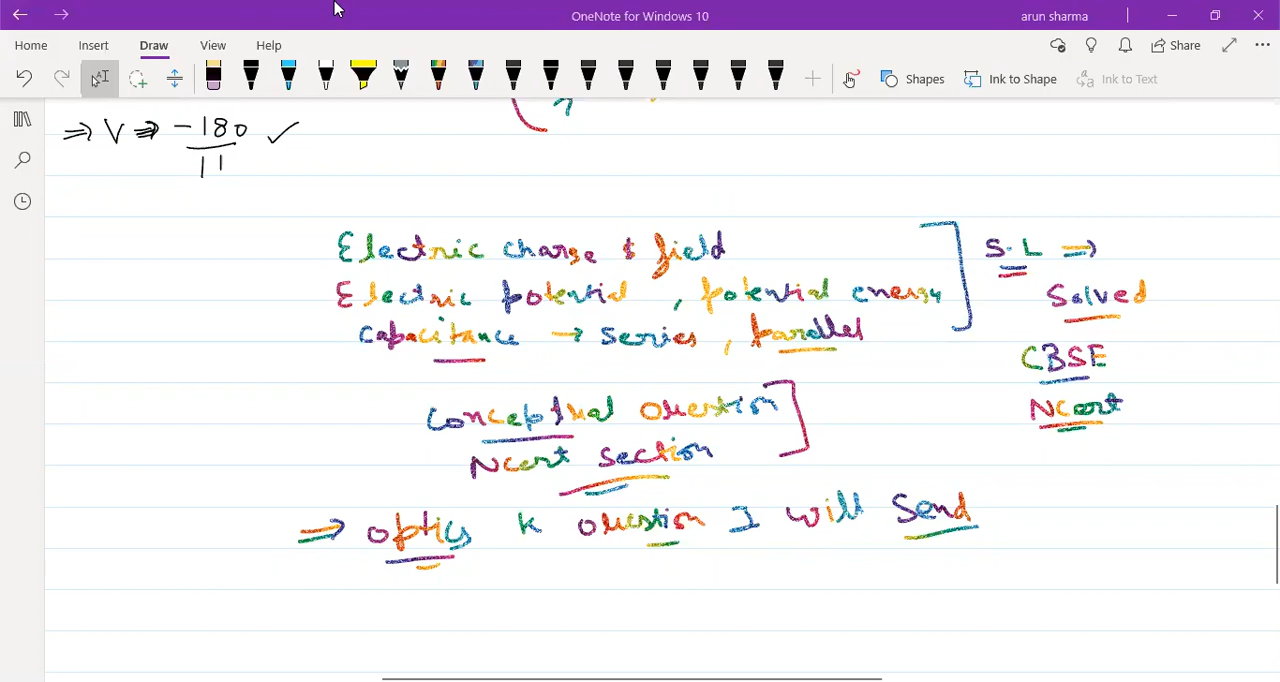 OneNote for Windows 10
arun sharma
Home Insert Draw View Help
Share
Shapes Ink to Shape Ink to Text
⇒ V ⇒ -180/11 ✓
Electric charge & field
Electric potential, potential energy
Capacitance → series, parallel
S.L ⇒
Solved
CBSE
Ncert
Conceptual Question
Ncert section
⇒ optics k question I will Send